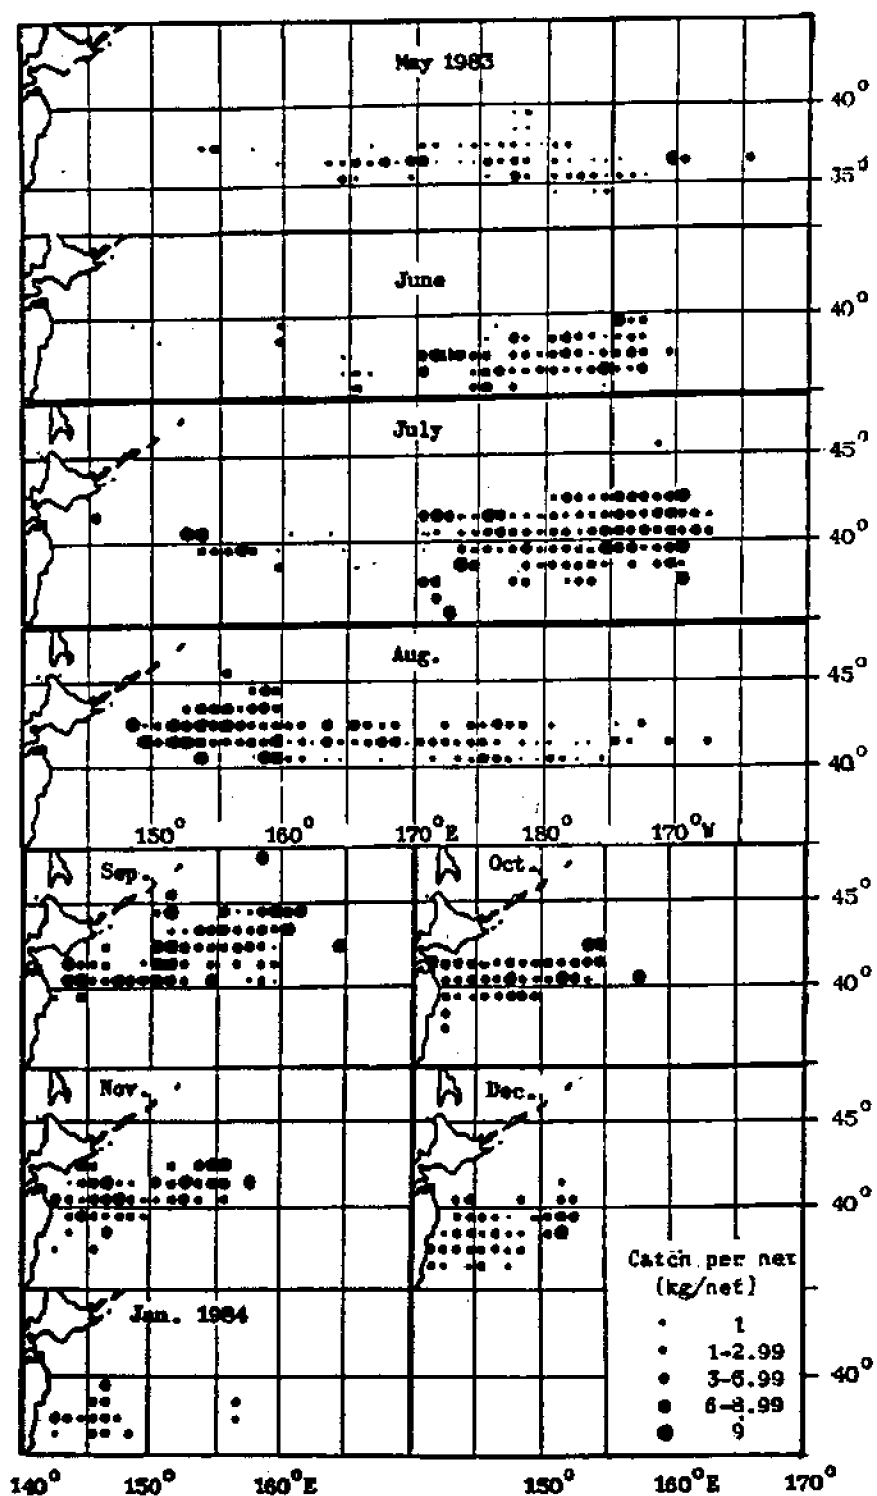 May 1983
40°
35°
June
40°
July
45°
40°
Aug.
45°
40°
150° 160° 170°E 180° 170°W
Sep. Oct.
45°
40°
Nov. Dec.
45°
40°
Catch per net
(kg/net)
1
1-2.99
3-5.99
6-8.99
9
Jan. 1984
40°
140° 150° 160°E 150° 160°E 170°